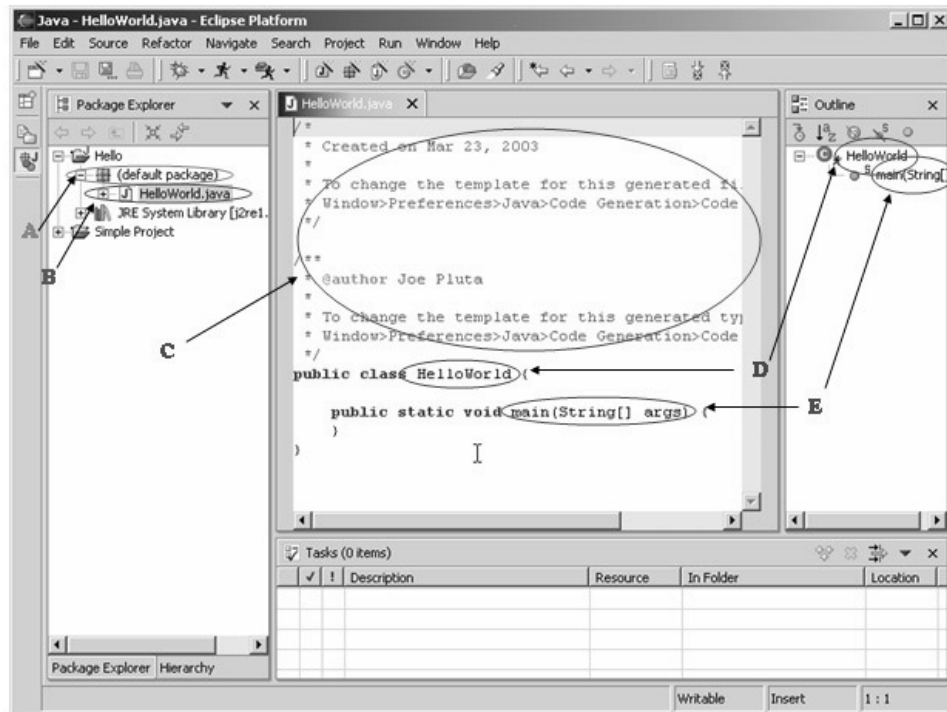 Java - HelloWorld.java - Eclipse Platform
File Edit Source Refactor Navigate Search Project Run Window Help
Package Explorer
Hello
(default package)
HelloWorld.java
JRE System Library [j2re1.
Simple Project
A
B
Package Explorer Hierarchy
HelloWorld.java
/*
* Created on Mar 23, 2003
*
* To change the template for this generated fi
* Window>Preferences>Java>Code Generation>Code
*/
/**
* @author Joe Pluta
*
* To change the template for this generated typ
* Window>Preferences>Java>Code Generation>Code
*/
public class HelloWorld {
public static void main(String[] args) {
}
}
C
D
E
Outline
HelloWorld
main(String[]
Tasks (0 items)
✓ ! Description Resource In Folder Location
Writable Insert 1 : 1